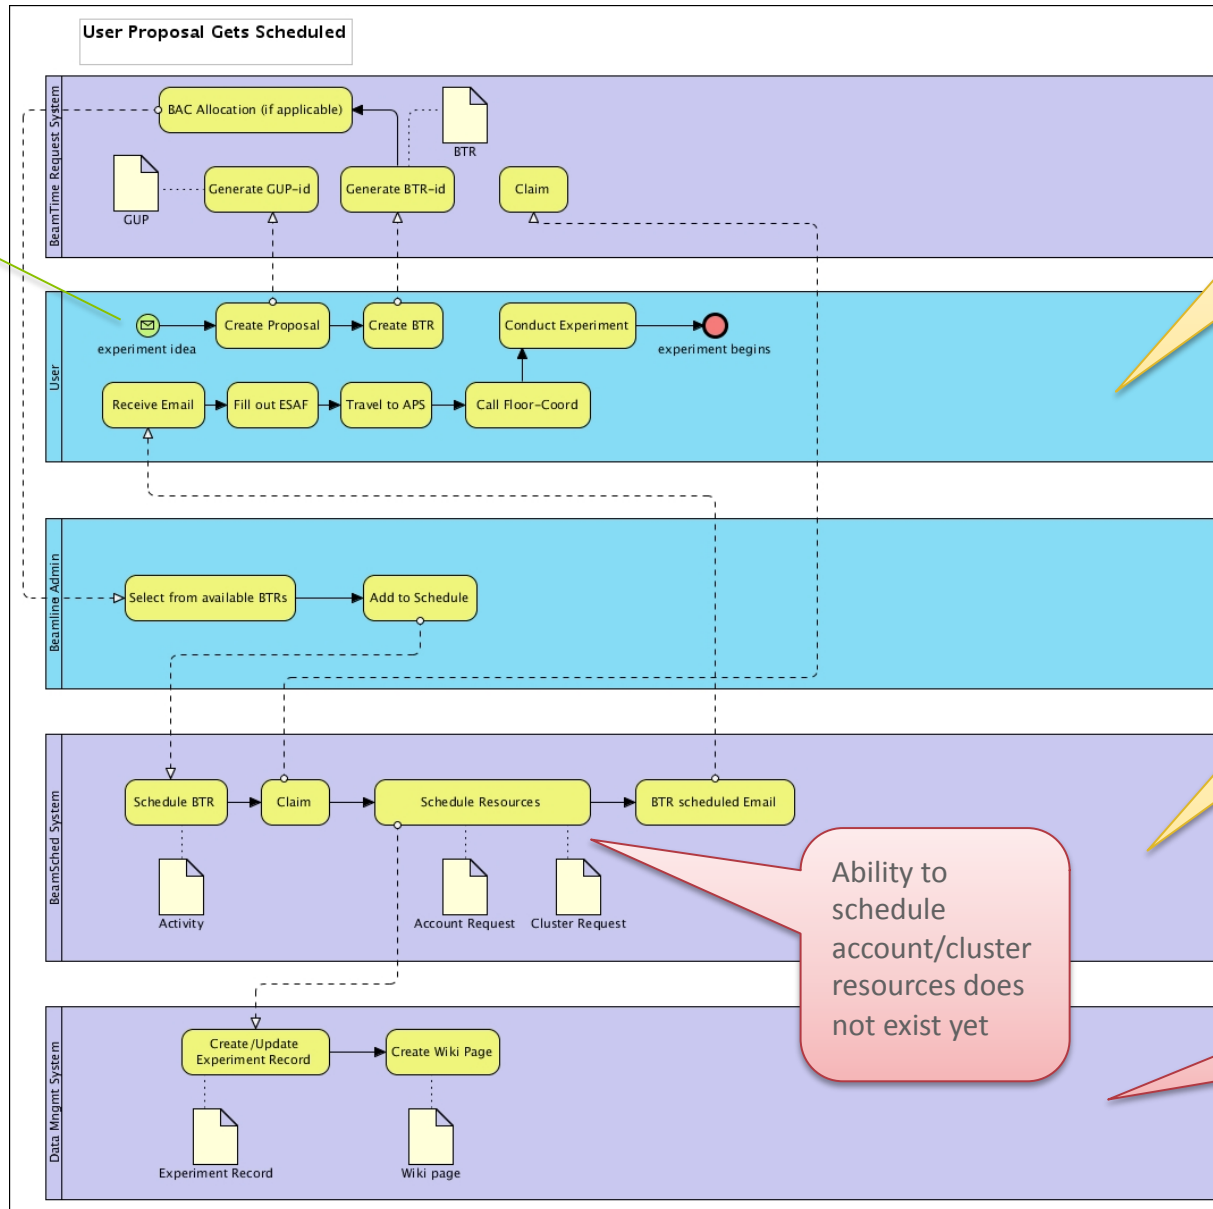 User Proposal Gets Scheduled
BeamTime Request System
BAC Allocation (if applicable)
BTR
GUP
Generate GUP-id
Generate BTR-id
Claim
User
experiment idea
Create Proposal
Create BTR
Conduct Experiment
experiment begins
Receive Email
Fill out ESAF
Travel to APS
Call Floor-Coord
Beamline Admin
Select from available BTRs
Add to Schedule
BeamSched System
Schedule BTR
Claim
Schedule Resources
BTR scheduled Email
Activity
Account Request
Cluster Request
Ability to
schedule
account/cluster
resources does
not exist yet
Data Mngmt System
Create/Update
Experiment Record
Create Wiki Page
Experiment Record
Wiki page